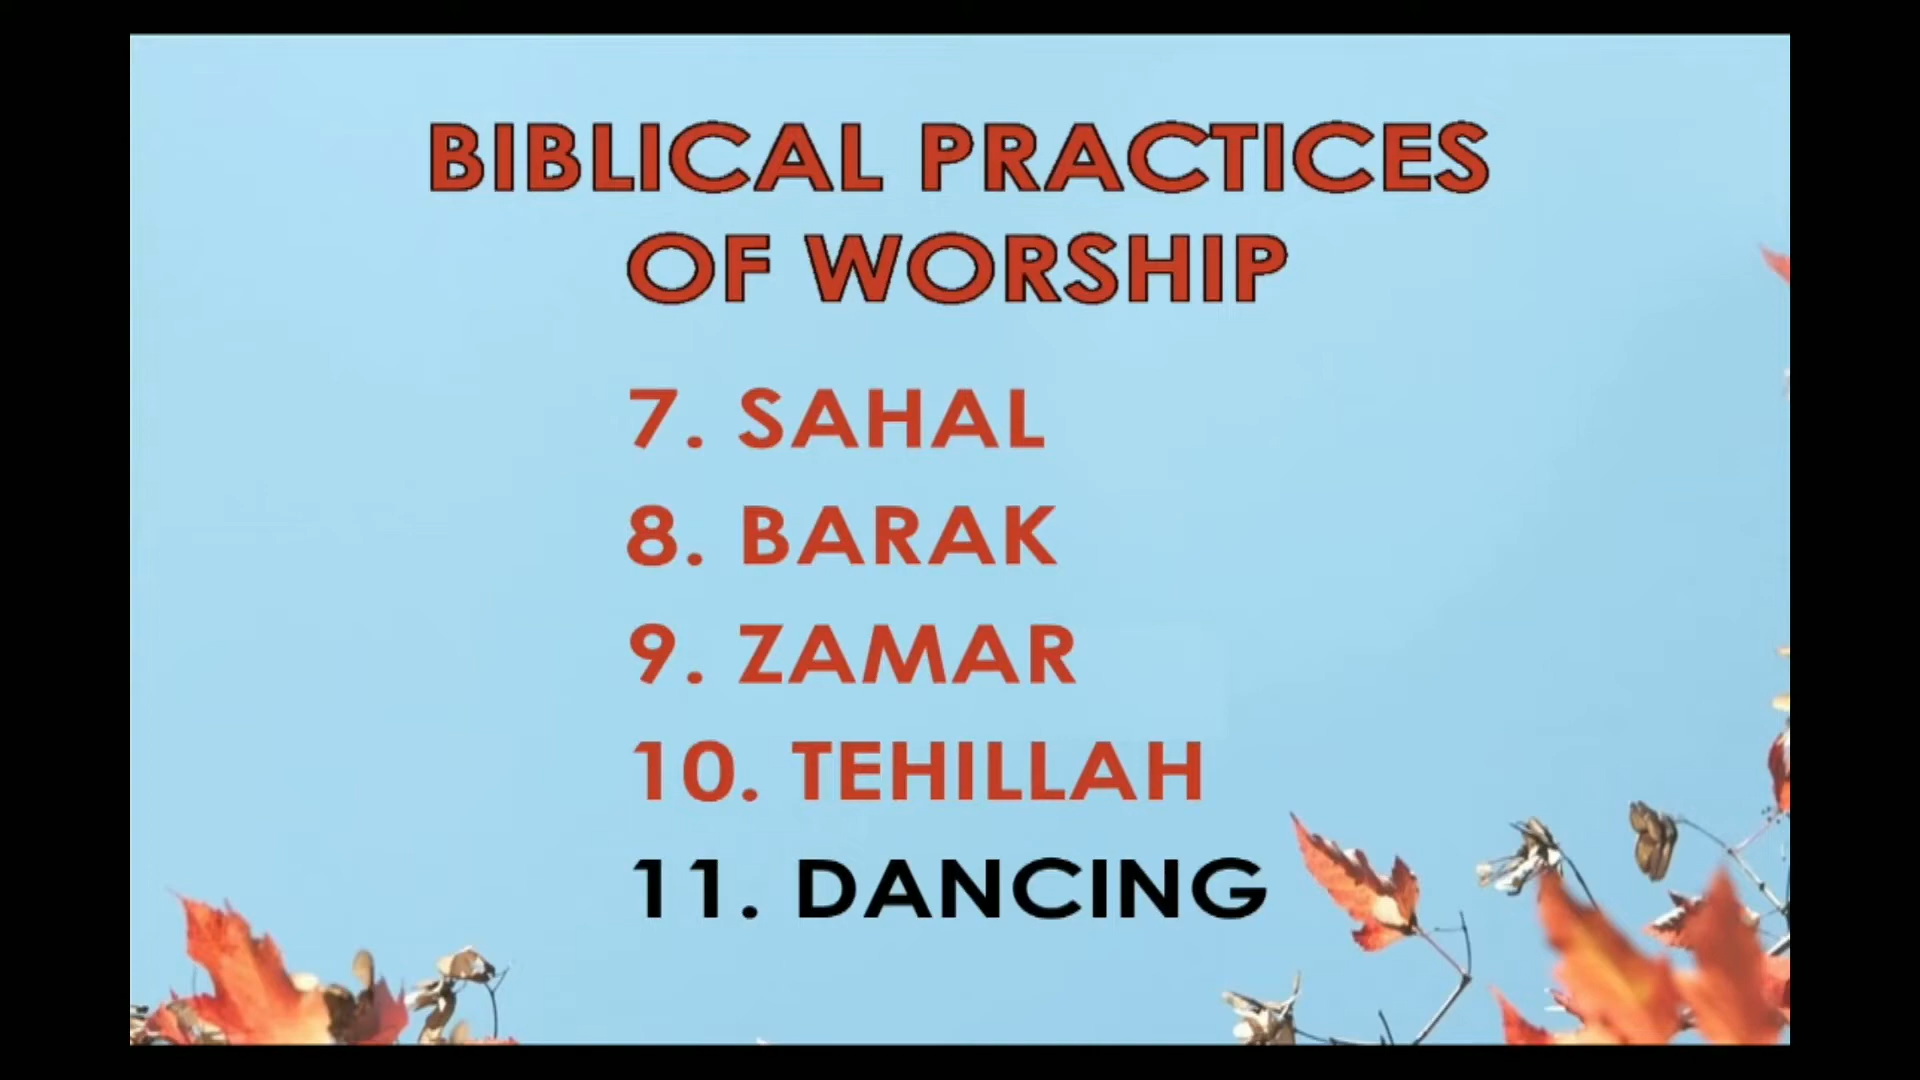 BIBLICAL PRACTICES
OF WORSHIP
7. SAHAL
8. BARAK
9. ZAMAR
10. TEHILLAH
11. DANCING